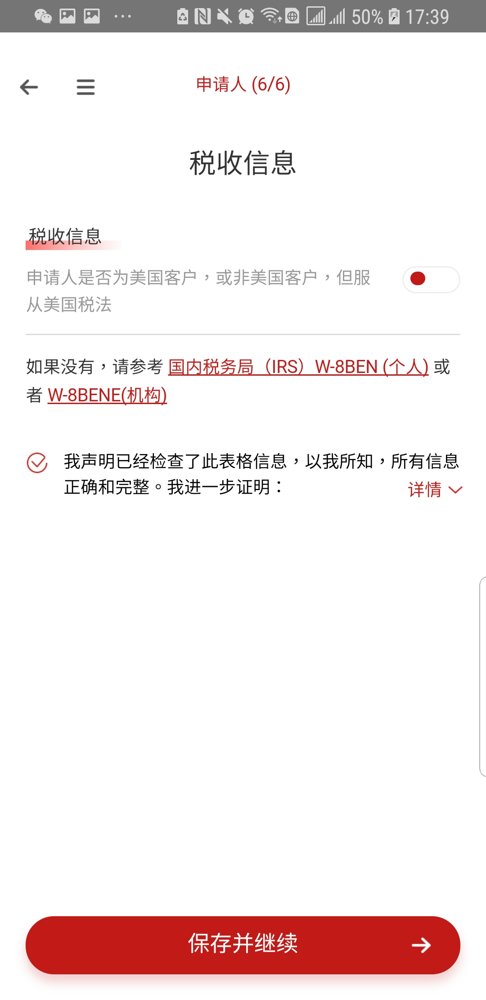 50% 17:39
申请人 (6/6)
税收信息
税收信息
申请人是否为美国客户，或非美国客户，但服
从美国税法
如果没有，请参考 国内税务局（IRS）W-8BEN (个人) 或
者 W-8BENE(机构)
我声明已经检查了此表格信息，以我所知，所有信息
正确和完整。我进一步证明：
详情
保存并继续